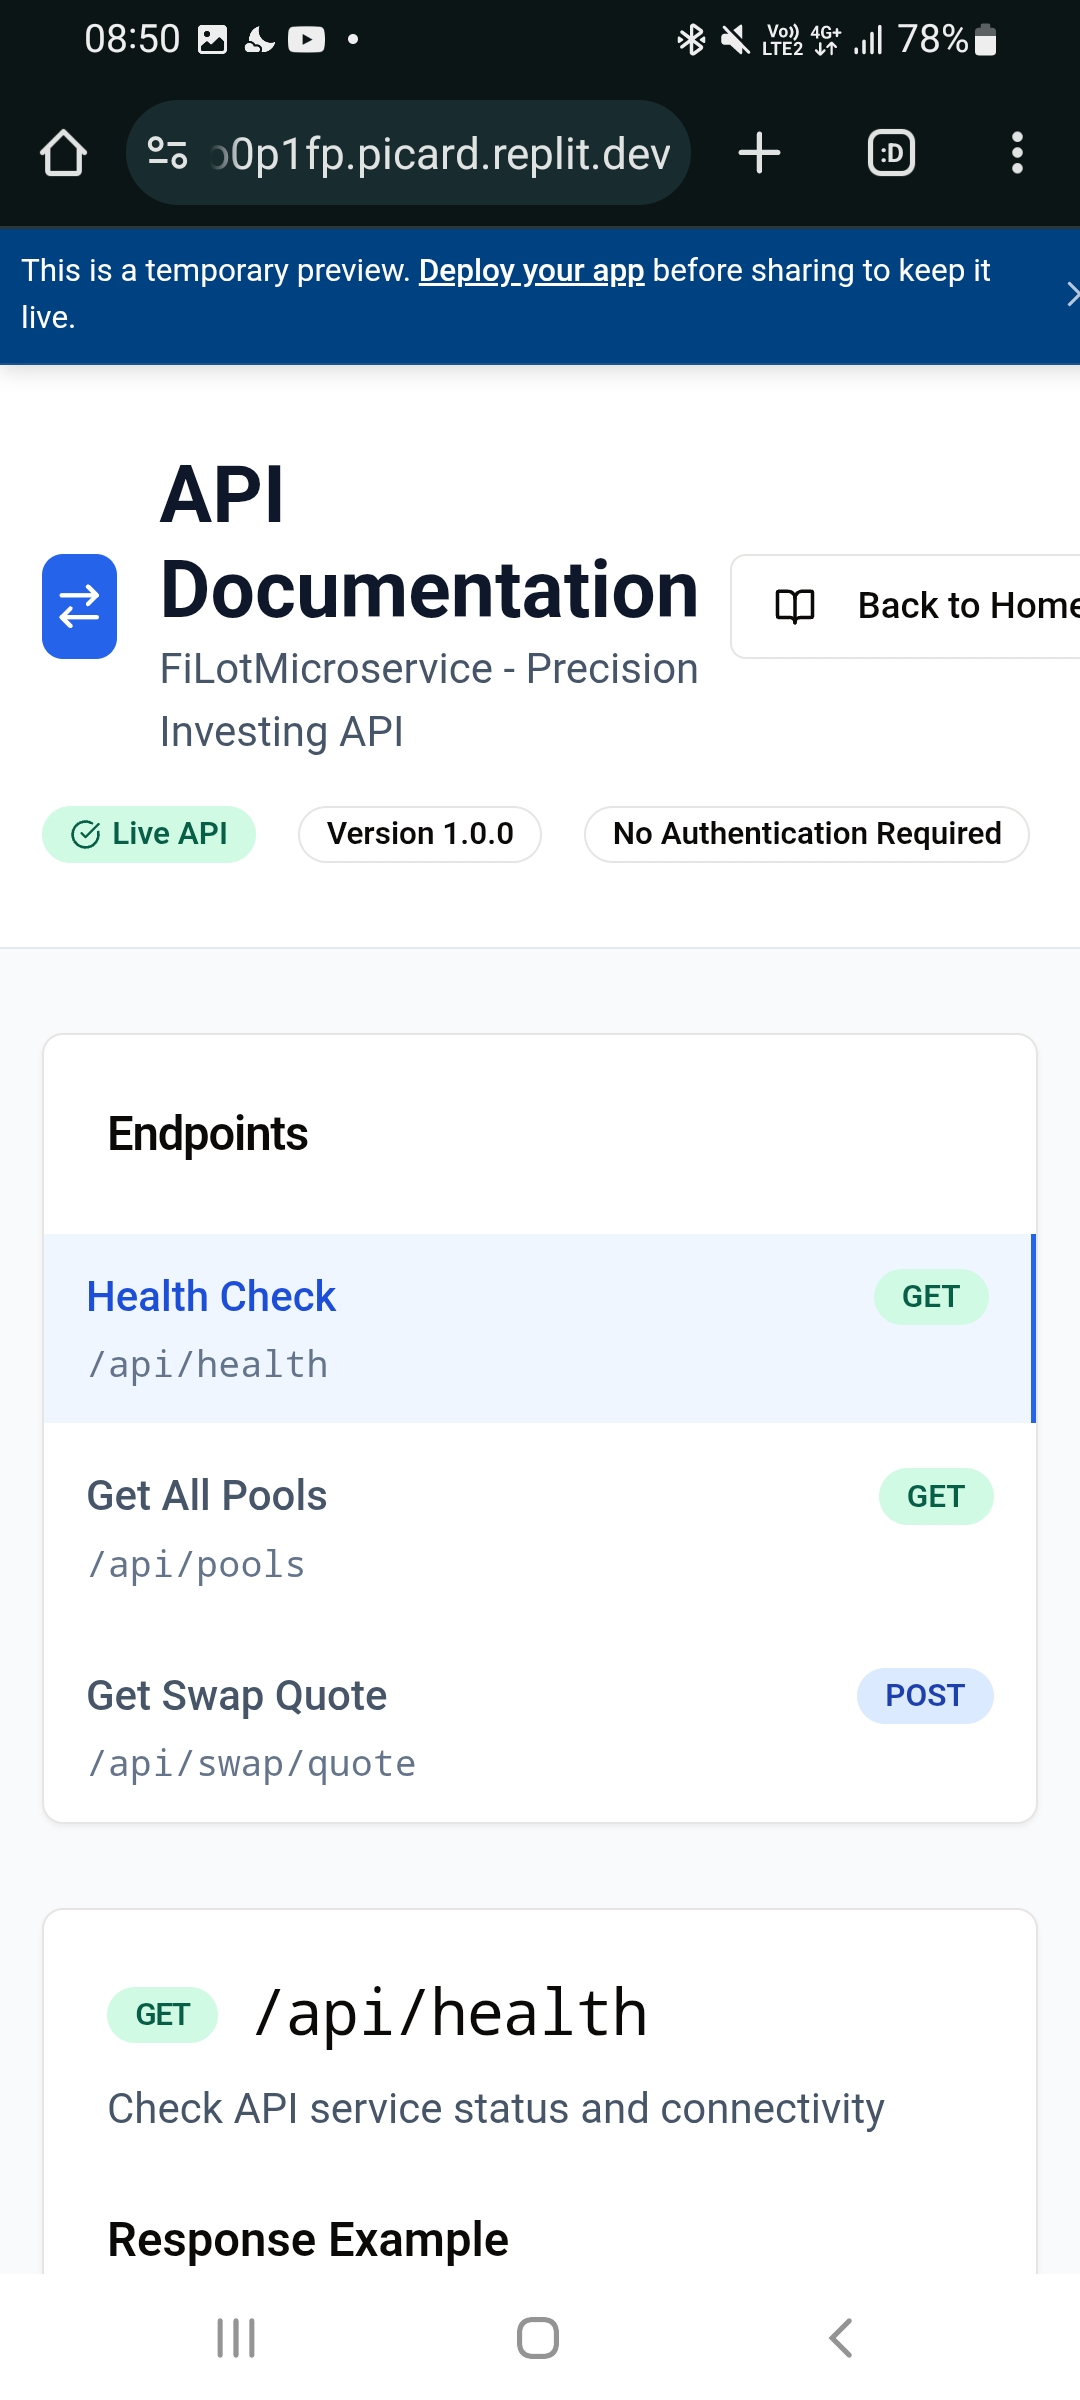 08:50
Vo)) LTE2 4G+ 78%
0p1fp.picard.replit.dev
:D
This is a temporary preview. Deploy your app before sharing to keep it
live.
API
Documentation
FiLotMicroservice - Precision
Investing API
Back to Home
Live API
Version 1.0.0
No Authentication Required
Endpoints
Health Check
GET
/api/health
Get All Pools
GET
/api/pools
Get Swap Quote
POST
/api/swap/quote
GET /api/health
Check API service status and connectivity
Response Example